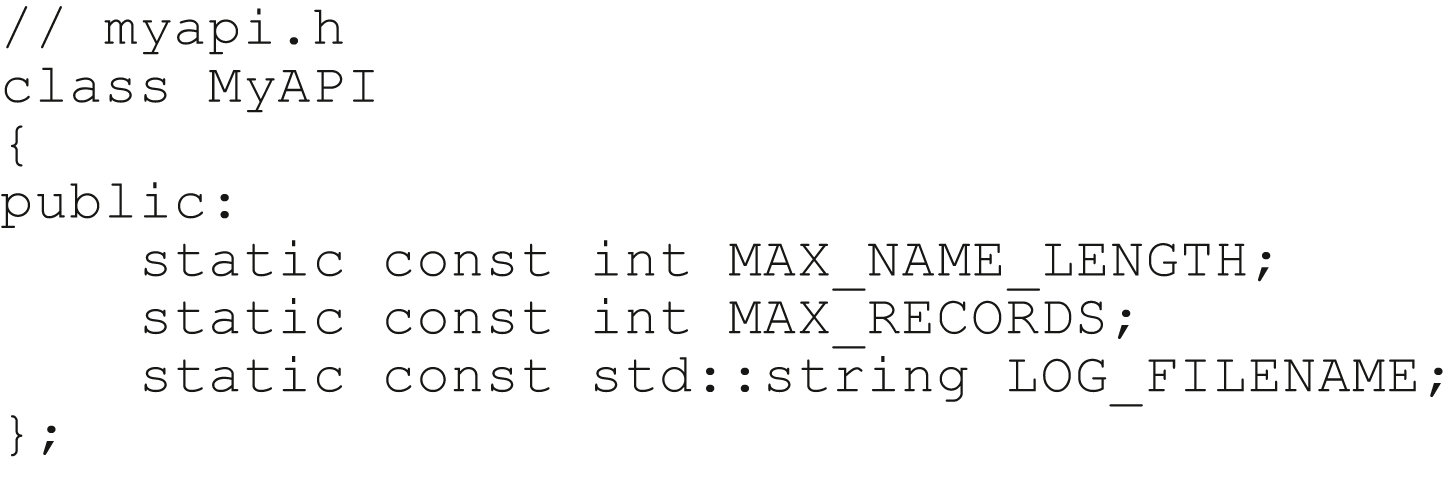 // myapi.h
class MyAPI
{
public:
    static const int MAX_NAME_LENGTH;
    static const int MAX_RECORDS;
    static const std::string LOG_FILENAME;
};